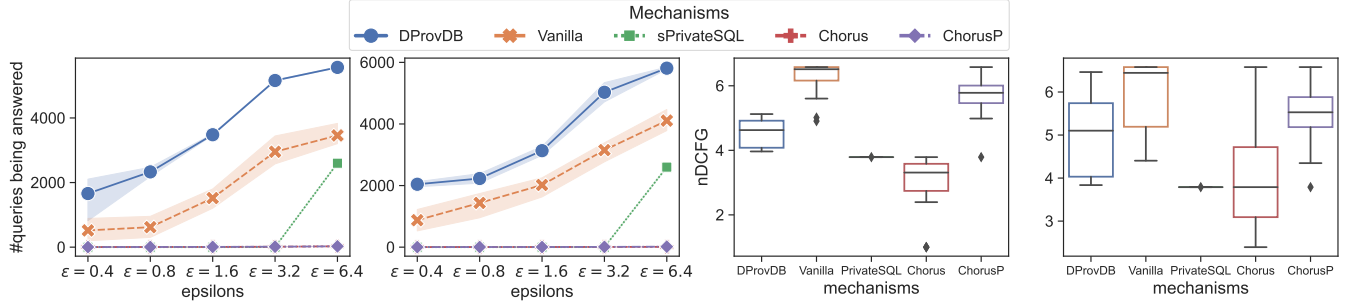 Mechanisms
DProvDB Vanilla sPrivateSQL Chorus ChorusP
#queries being answered
4000
2000
0
ε = 0.4 ε = 0.8 ε = 1.6 ε = 3.2 ε = 6.4
epsilons
6000
4000
2000
0
ε = 0.4 ε = 0.8 ε = 1.6 ε = 3.2 ε = 6.4
epsilons
nDCFG
6
4
2
DProvDB Vanilla PrivateSQL Chorus ChorusP
mechanisms
6
5
4
3
DProvDB Vanilla PrivateSQL Chorus ChorusP
mechanisms